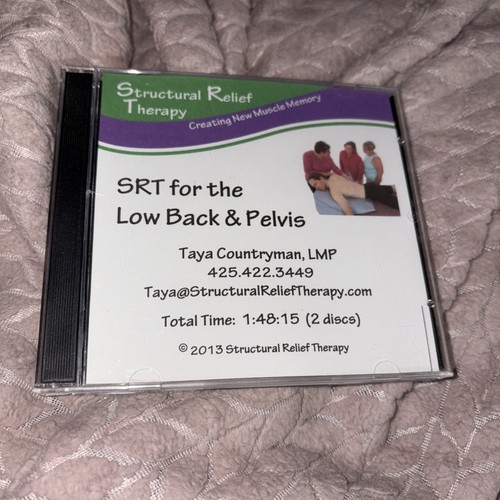 Structural Relief
Therapy
Creating New Muscle Memory
SRT for the
Low Back & Pelvis
Taya Countryman, LMP
425.422.3449
Taya@StructuralReliefTherapy.com
Total Time: 1:48:15 (2 discs)
© 2013 Structural Relief Therapy